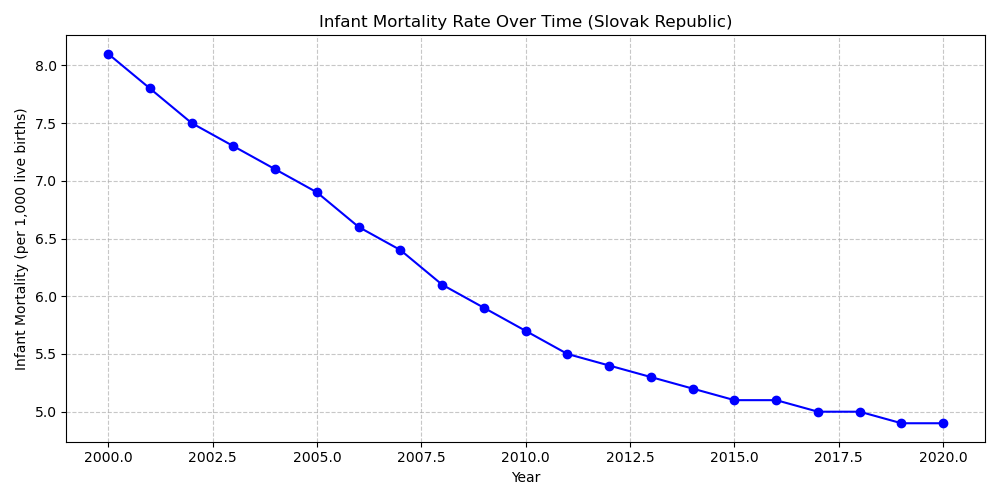 Infant Mortality Rate Over Time (Slovak Republic)
Infant Mortality (per 1,000 live births)
8.0
7.5
7.0
6.5
6.0
5.5
5.0
2000.0 2002.5 2005.0 2007.5 2010.0 2012.5 2015.0 2017.5 2020.0
Year